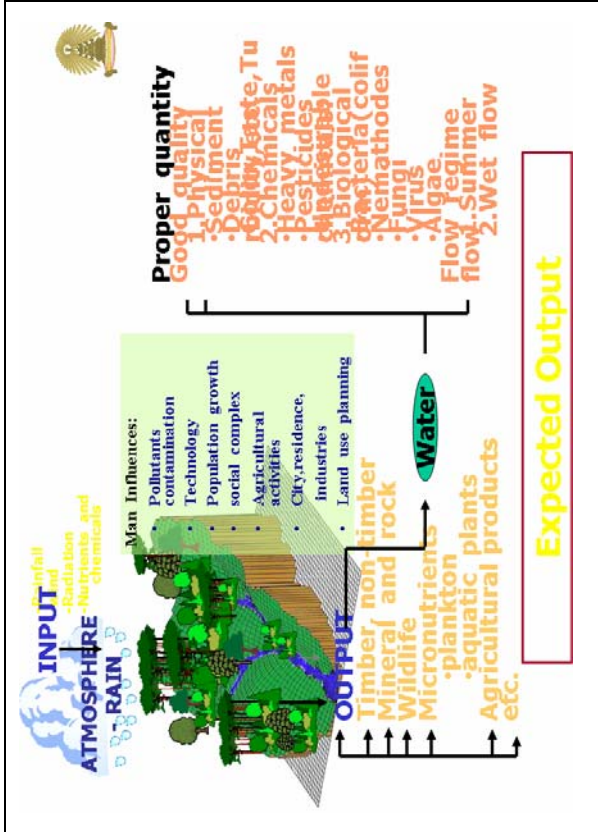 INPUT
-Rainfall
-Radiation
-Nutrients and
chemicals
ATMOSPHERE
- RAIN
Man Influences:
• Pollutants
contamination
• Technology
• Population growth
• social complex
• Agricultural
activities
• City,residence,
industries
• Land use planning
OUTPUT
Timber non-timber
Mineral and rock
Wildlife
Micronutrients
•plankton
•aquatic plants
Agricultural products
etc.
Water
Proper quantity
Good quality
1.Physical
•Sediment
•Debris
2.Chemicals
•Heavy metals
•Pesticides
3.Biological
•Nemathodes
•Fungi
•Virus
•Algae
Flow regime
1.Summer
flow
2.Wet flow
Expected Output